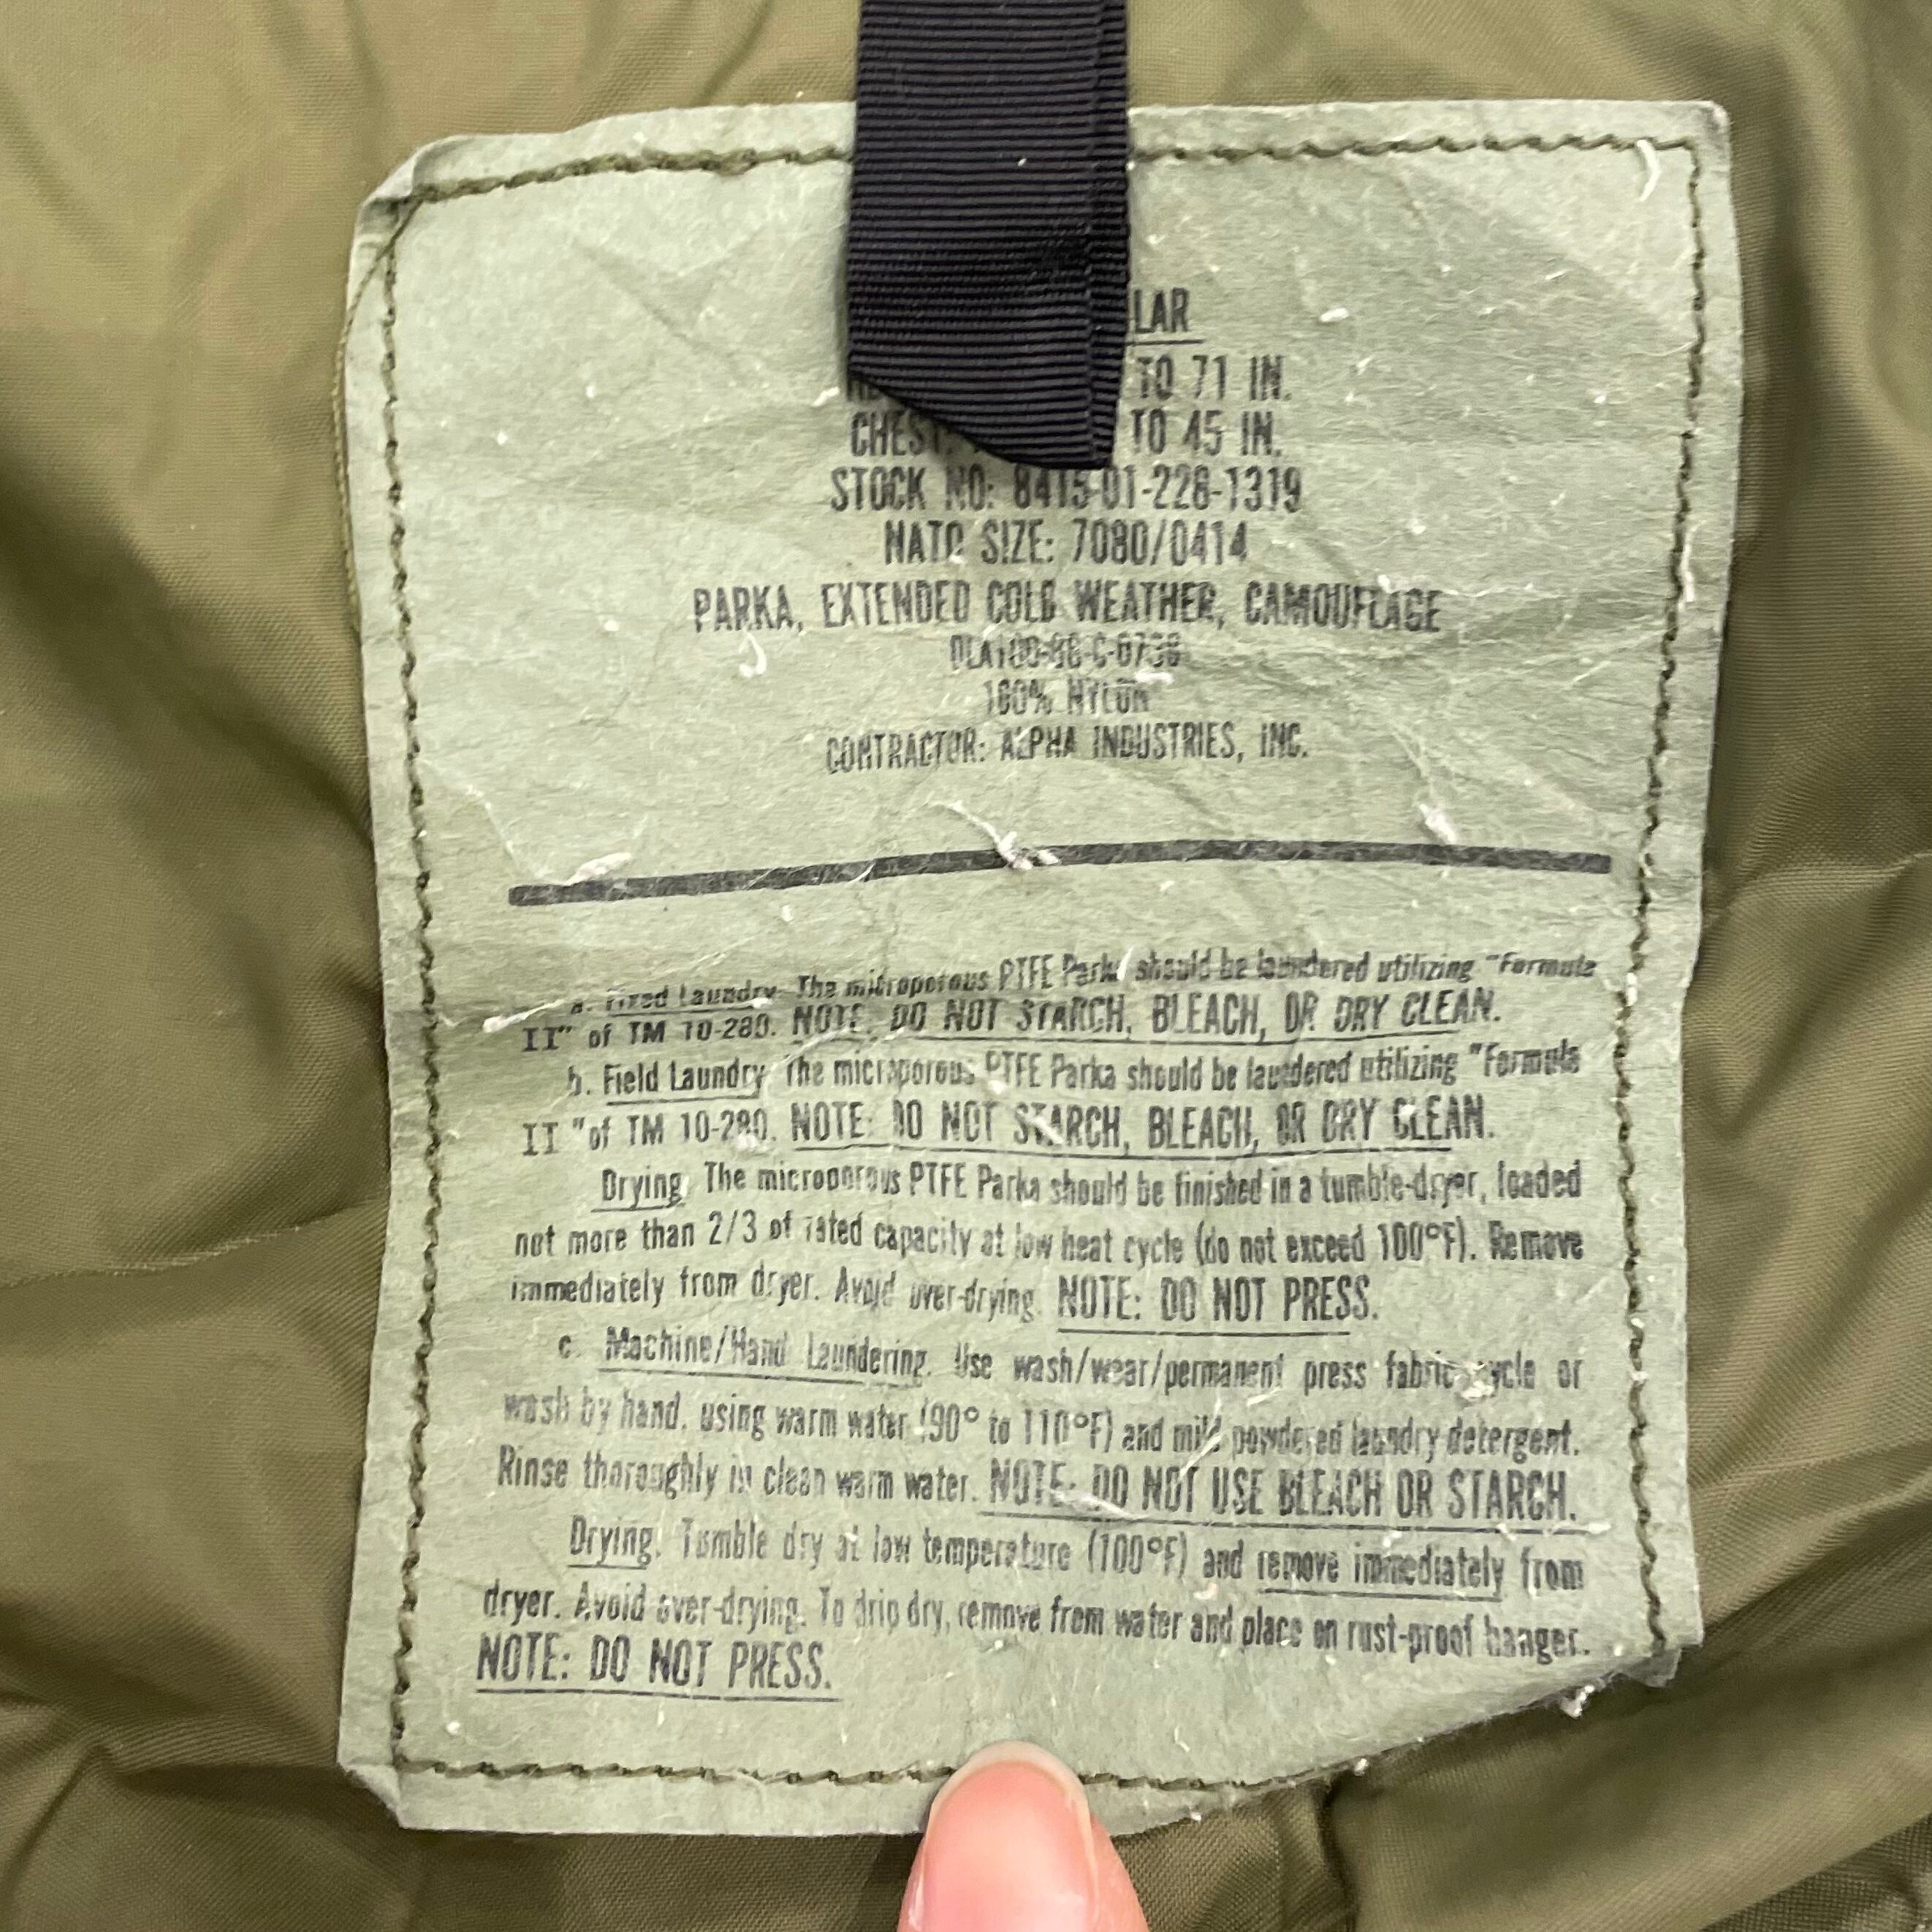 LAR
TO 71 IN.
CHEST: TO 45 IN.
STOCK NO: 8415-01-228-1319
NATO SIZE: 7080/0414
PARKA, EXTENDED COLD WEATHER, CAMOUFLAGE
100% NYLON
CONTRACTOR: ALPHA INDUSTRIES, INC.
a. Fixed Laundry. The microporous PTFE Parka should be laundered utilizing "Formula
II" of TM 10-280. NOTE: DO NOT STARCH, BLEACH, OR DRY CLEAN.
b. Field Laundry. The microporous PTFE Parka should be laundered utilizing "Formula
II "of TM 10-280. NOTE: DO NOT STARCH, BLEACH, OR DRY CLEAN.
Drying. The microporous PTFE Parka should be finished in a tumble-dryer, loaded
not more than 2/3 of rated capacity at low heat cycle (do not exceed 100°F). Remove
immediately from dryer. Avoid over-drying. NOTE: DO NOT PRESS.
c. Machine/Hand Laundering. Use wash/wear/permanent press fabric cycle or
wash by hand, using warm water (90° to 110°F) and mild powdered laundry detergent.
Rinse thoroughly in clean warm water. NOTE: DO NOT USE BLEACH OR STARCH.
Drying. Tumble dry at low temperature (100°F) and remove immediately from
dryer. Avoid over-drying. To drip dry, remove from water and place on rust-proof hanger.
NOTE: DO NOT PRESS.